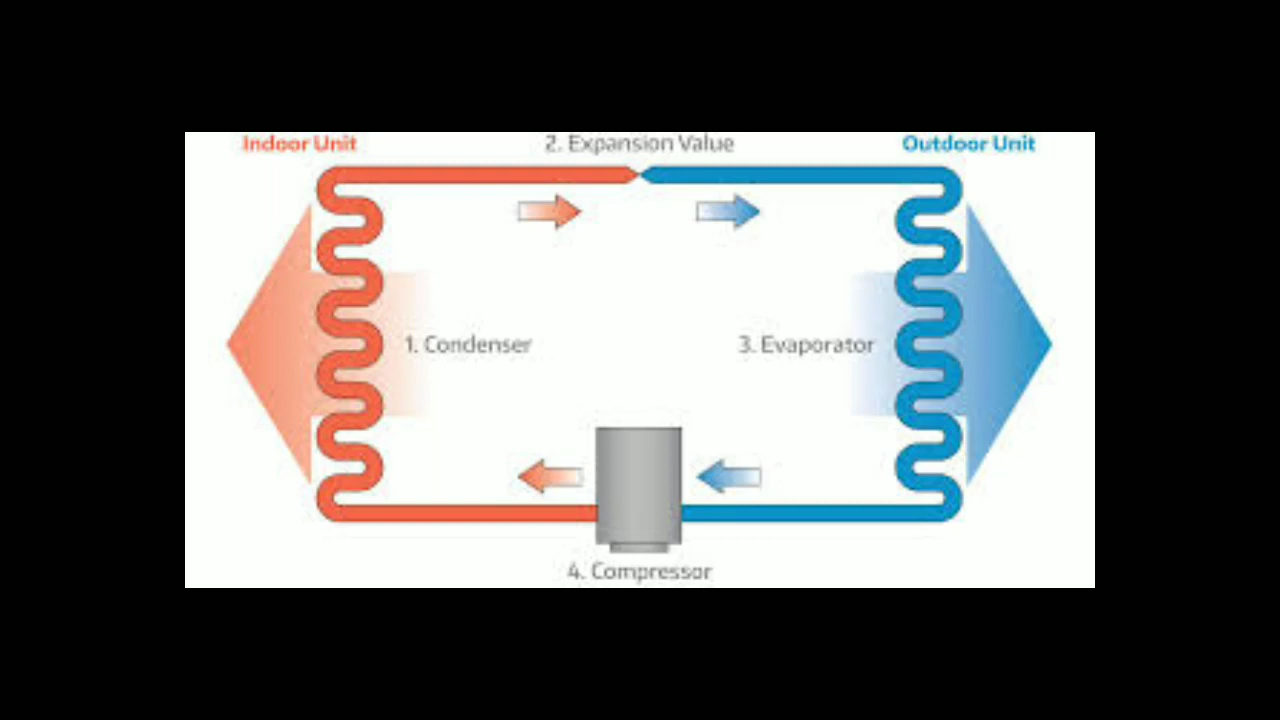 Indoor Unit
2. Expansion Value
Outdoor Unit
1. Condenser
3. Evaporator
4. Compressor